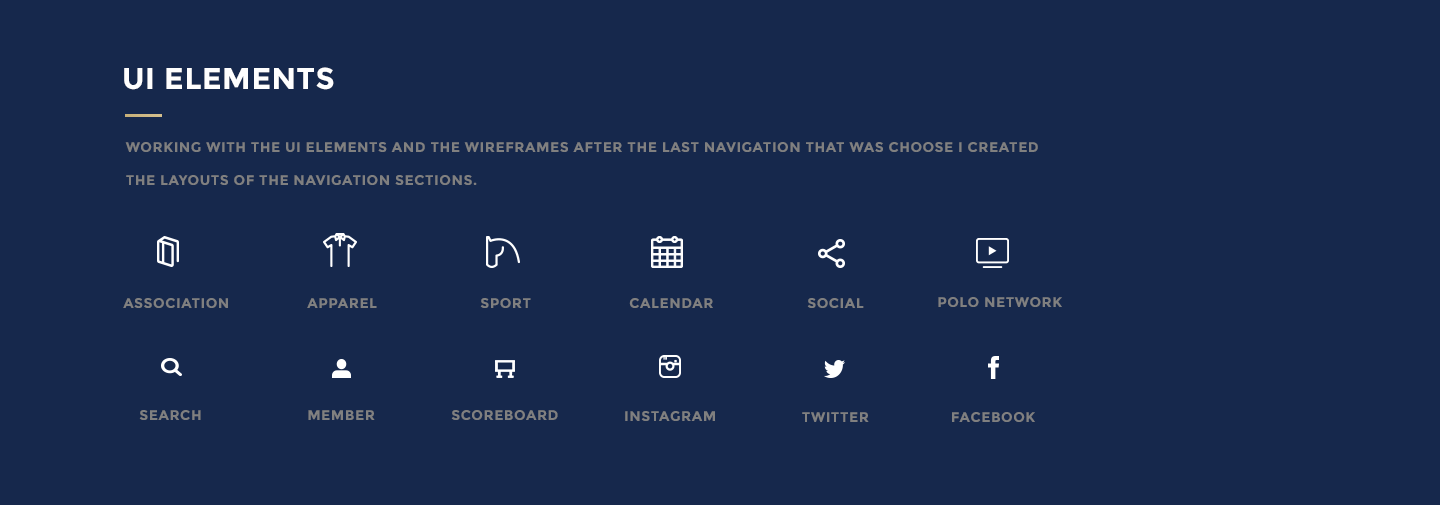 UI ELEMENTS
WORKING WITH THE UI ELEMENTS AND THE WIREFRAMES AFTER THE LAST NAVIGATION THAT WAS CHOOSE I CREATED
THE LAYOUTS OF THE NAVIGATION SECTIONS.
ASSOCIATION APPAREL SPORT CALENDAR SOCIAL POLO NETWORK
SEARCH MEMBER SCOREBOARD INSTAGRAM TWITTER FACEBOOK